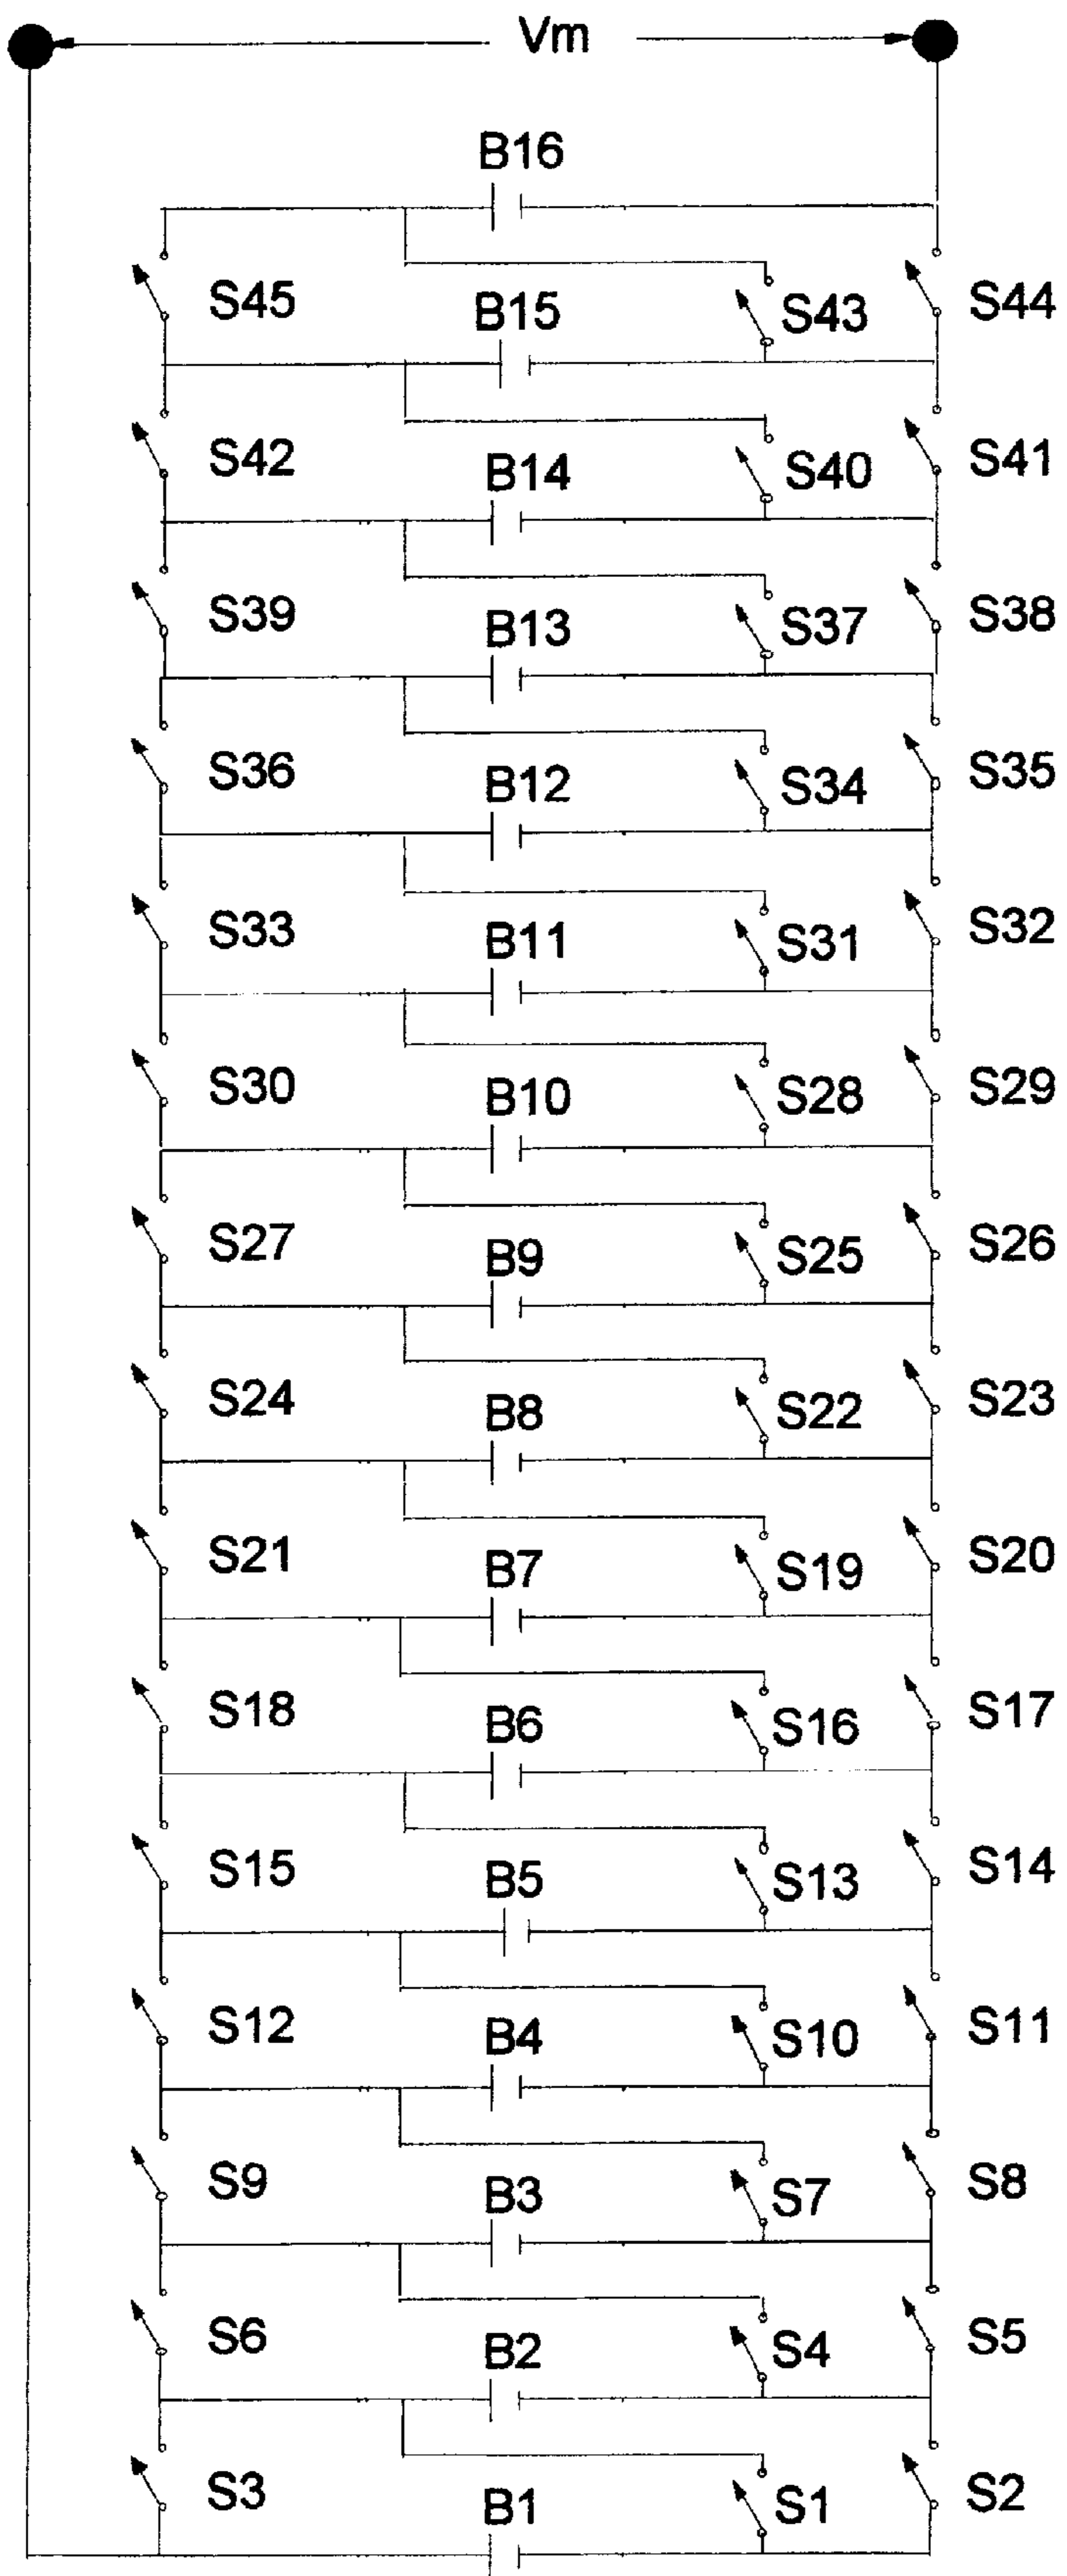 Vm
B16
S45 B15 S43 S44
S42 B14 S40 S41
S39 B13 S37 S38
S36 B12 S34 S35
S33 B11 S31 S32
S30 B10 S28 S29
S27 B9 S25 S26
S24 B8 S22 S23
S21 B7 S19 S20
S18 B6 S16 S17
S15 B5 S13 S14
S12 B4 S10 S11
S9 B3 S7 S8
S6 B2 S4 S5
S3 B1 S1 S2